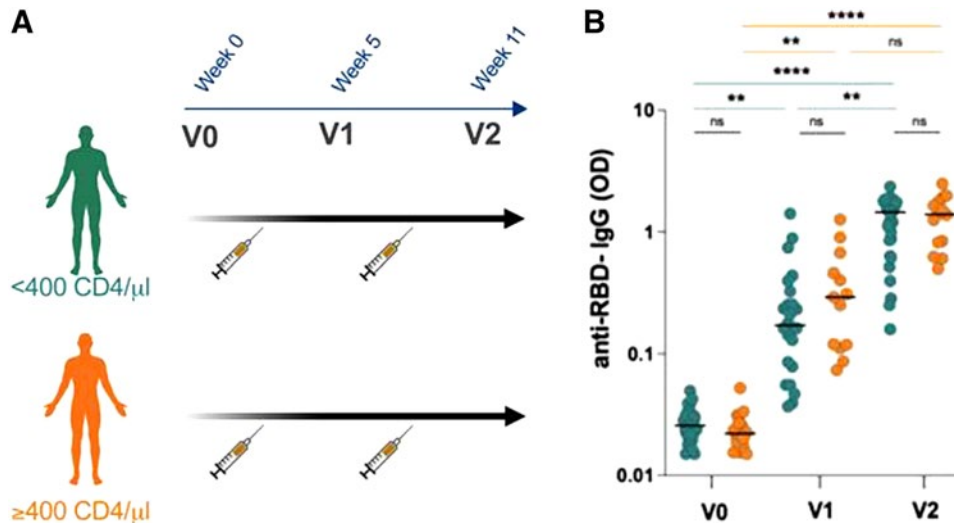 A
Week 0
Week 5
Week 11
V0
V1
V2
<400 CD4/µl
≥400 CD4/µl
B
****
**
ns
****
**
**
ns
ns
ns
anti-RBD- IgG (OD)
10
1
0.1
0.01
V0
V1
V2